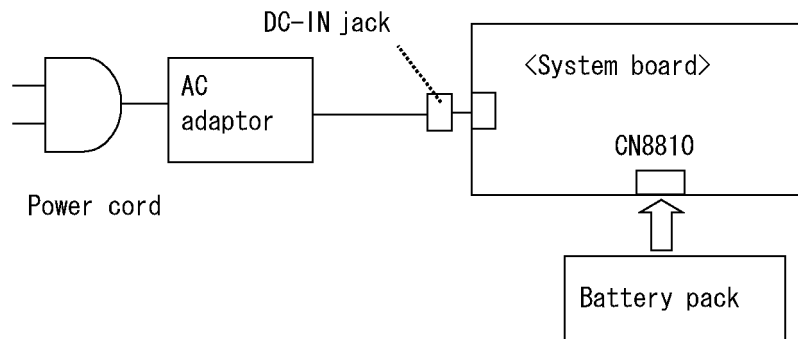 DC-IN jack
<System board>
AC
adaptor
CN8810
Power cord
Battery pack